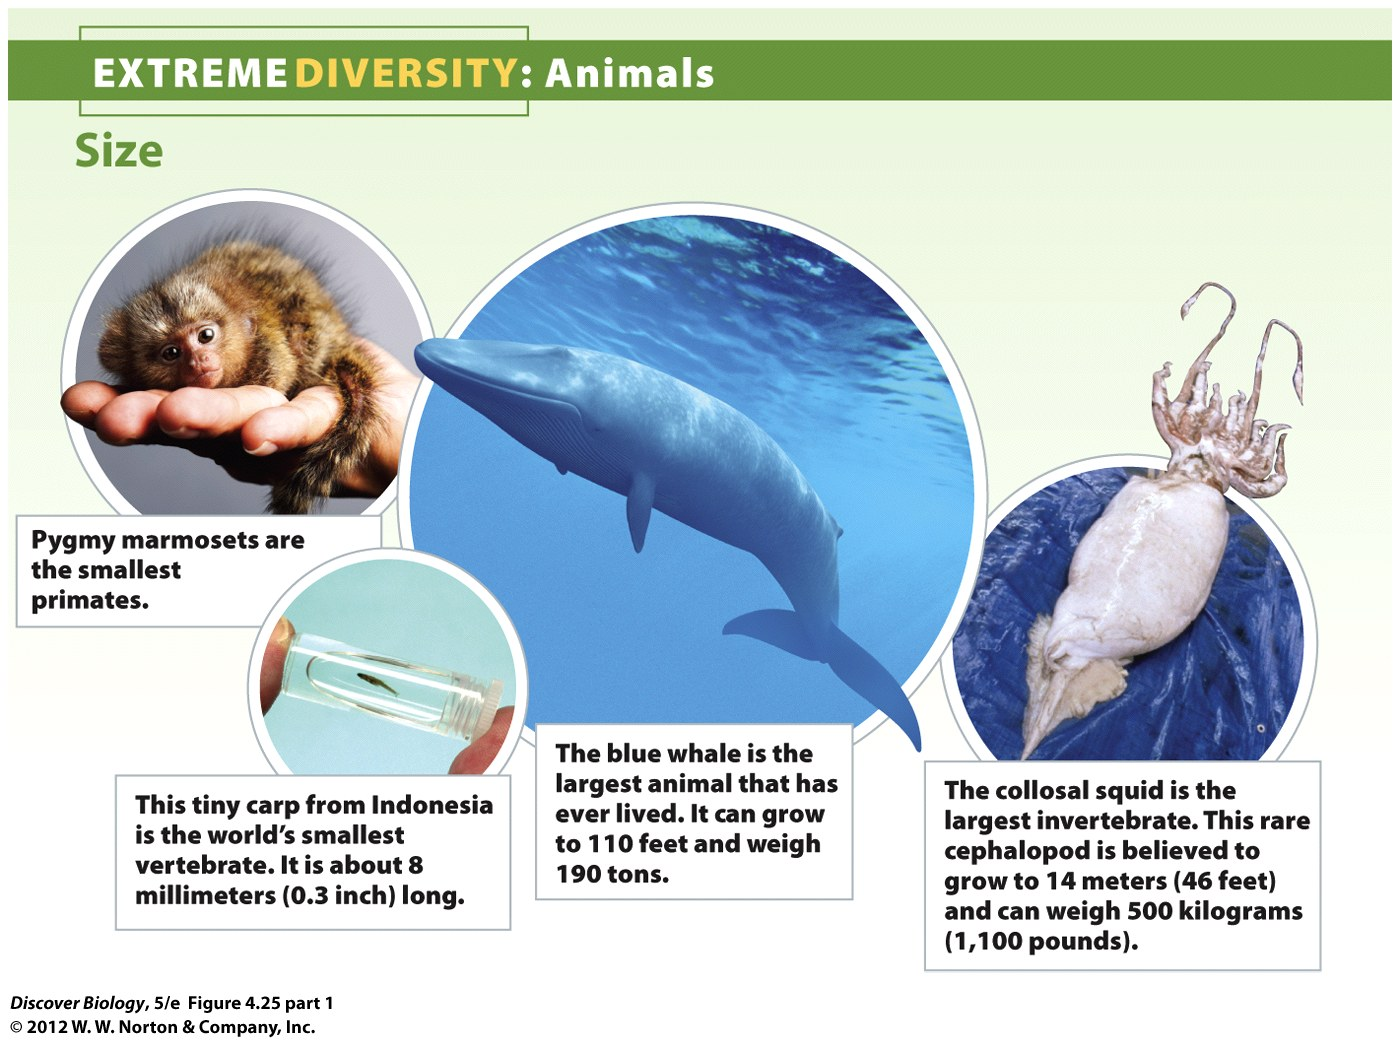 EXTREME DIVERSITY: Animals
Size
Pygmy marmosets are
the smallest
primates.
This tiny carp from Indonesia
is the world's smallest
vertebrate. It is about 8
millimeters (0.3 inch) long.
The blue whale is the
largest animal that has
ever lived. It can grow
to 110 feet and weigh
190 tons.
The collosal squid is the
largest invertebrate. This rare
cephalopod is believed to
grow to 14 meters (46 feet)
and can weigh 500 kilograms
(1,100 pounds).
Discover Biology, 5/e Figure 4.25 part 1
© 2012 W. W. Norton & Company, Inc.